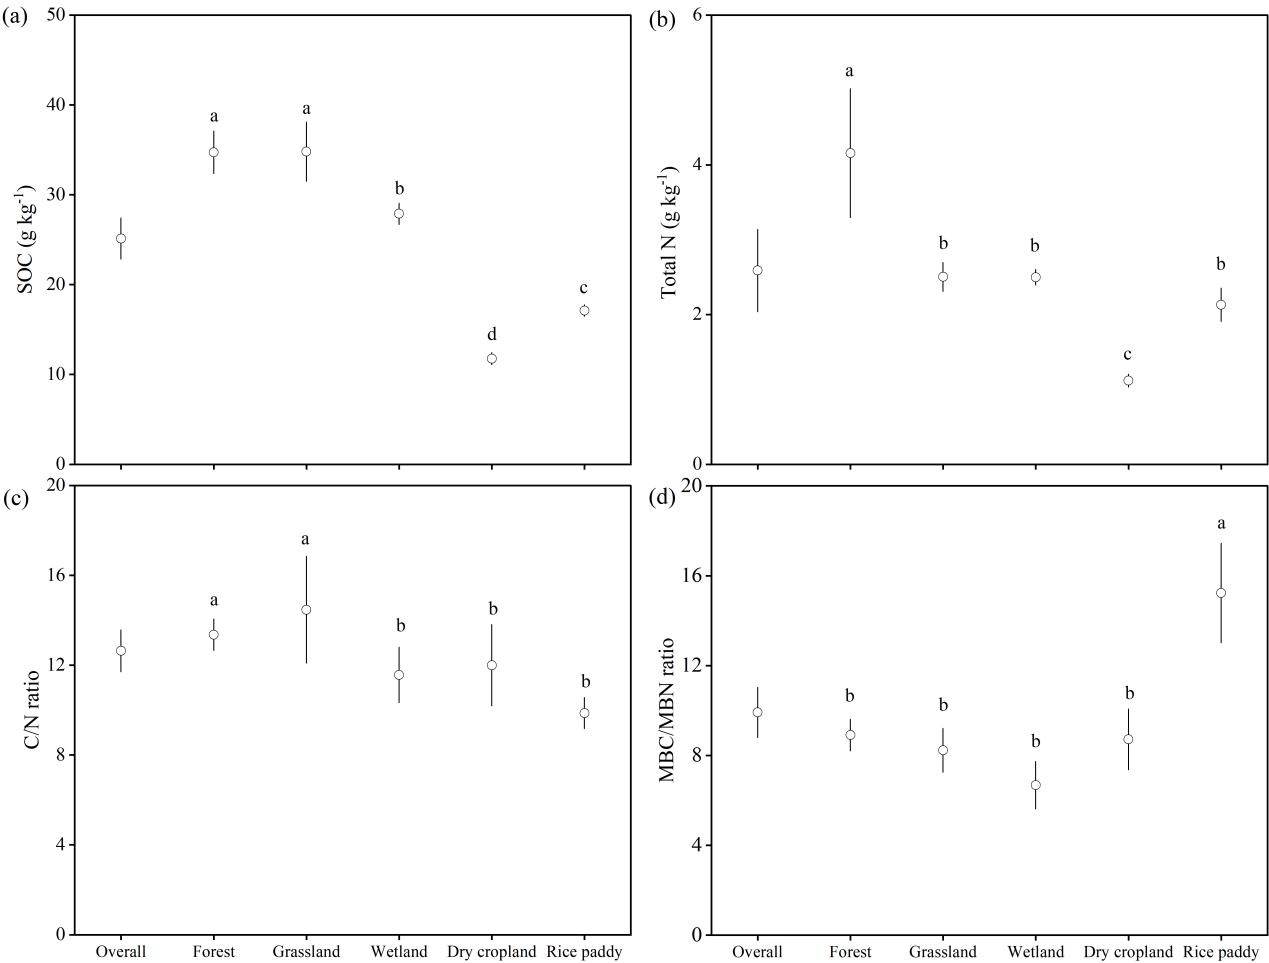 (a)
50
40
30
20
10
0
SOC (g kg-1)
a
a
b
d
c
(b)
6
4
2
0
Total N (g kg-1)
a
b
b
c
b
(c)
20
16
12
8
4
0
C/N ratio
a
a
b
b
b
Overall Forest Grassland Wetland Dry cropland Rice paddy
(d)
20
16
12
8
4
0
MBC/MBN ratio
b
b
b
b
a
Overall Forest Grassland Wetland Dry cropland Rice paddy